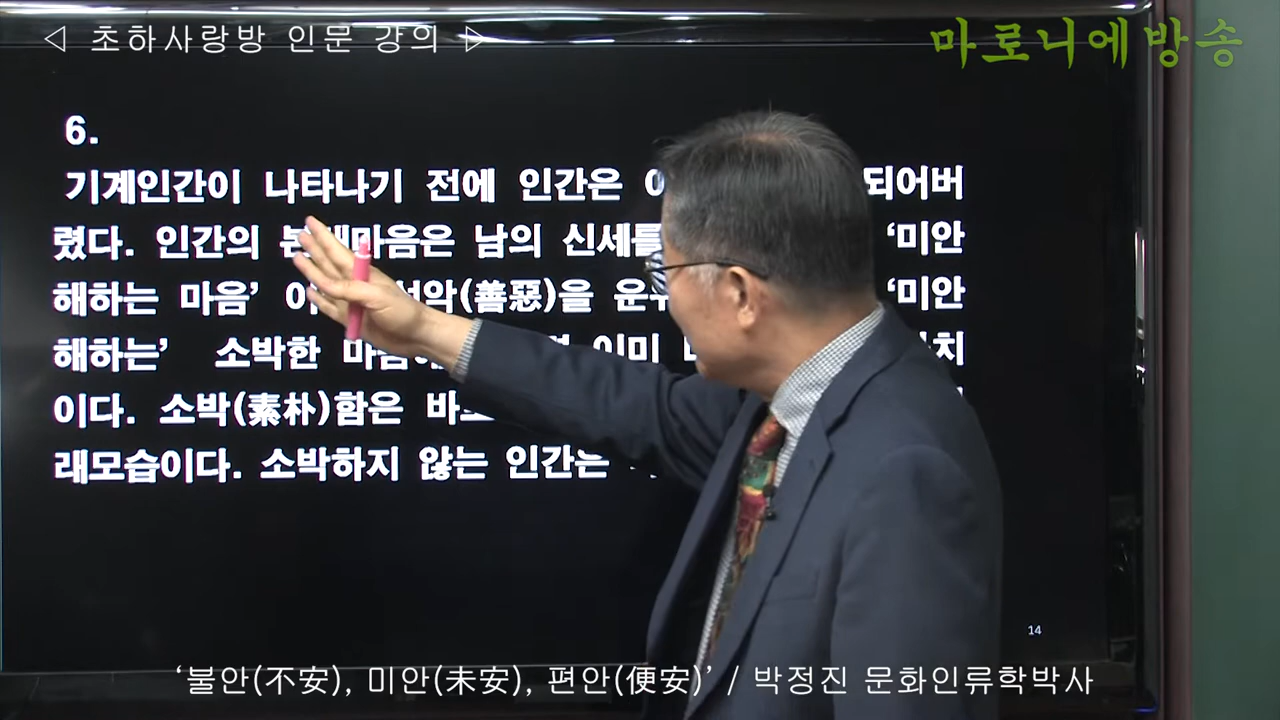 ◁ 초하사랑방 인문 강의 ▷
마로니에방송
6.
기계인간이 나타나기 전에 인간은 되어버
렸다. 인간의 남의 신세를 ‘미안
해하는 마음’ 선악(善惡)을 ‘미안
해하는’ 소박한 이미
이다. 소박(素朴)함은
래모습이다. 소박하지 않는 인간은
14
‘불안(不安), 미안(未安), 편안(便安)’ / 박정진 문화인류학박사